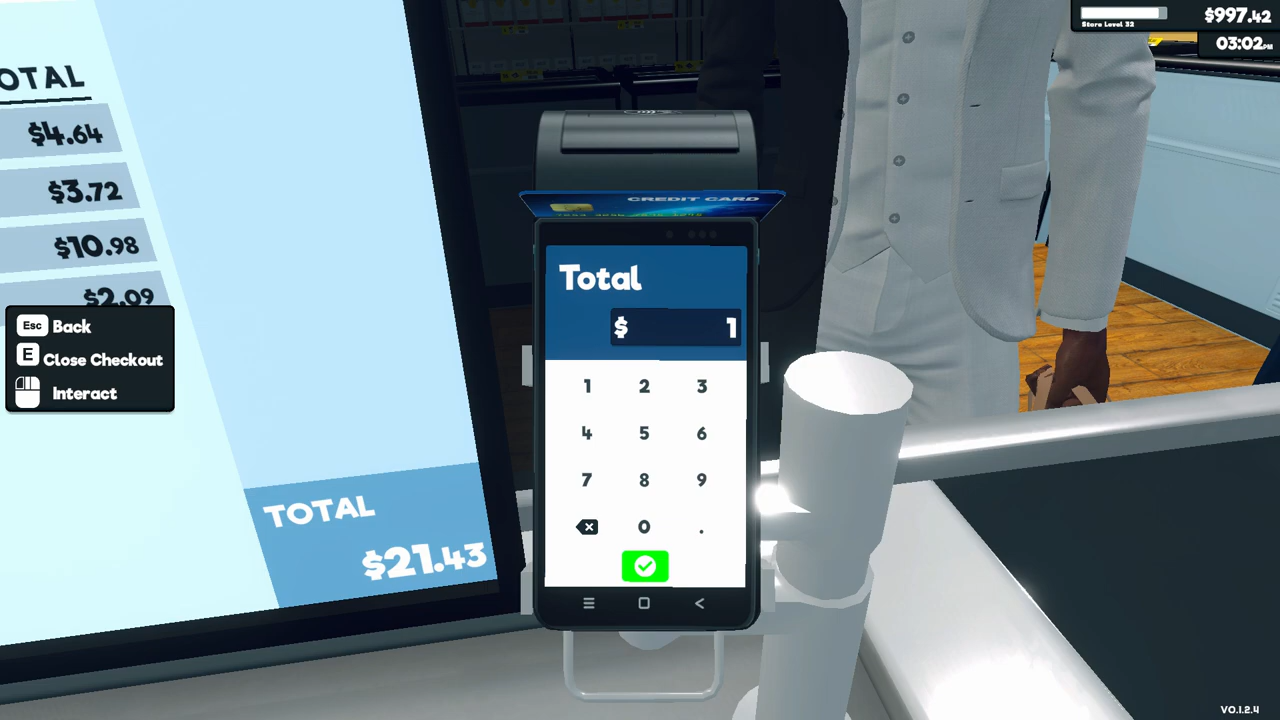 OTAL
$4.64
$3.72
$10.98
$2.09
Esc Back
E Close Checkout
Interact
TOTAL
$21.43
CREDIT CARD
Total
$ 1
1 2 3
4 5 6
7 8 9
0 .
$997.42
Store Level 32
03:02PM
V0.1.2.4